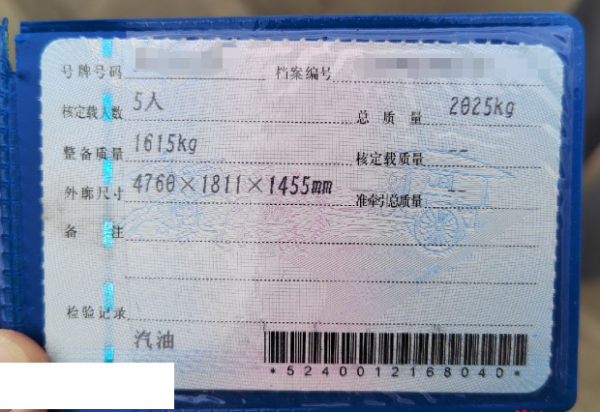 号牌号码 档案编号
核定载人数 5人 总质量 2025kg
整备质量 1615kg 核定载质量 --
外廓尺寸 4760×1811×1455mm 准牵引总质量 --
备注
检验记录
汽油
*5240012168040*